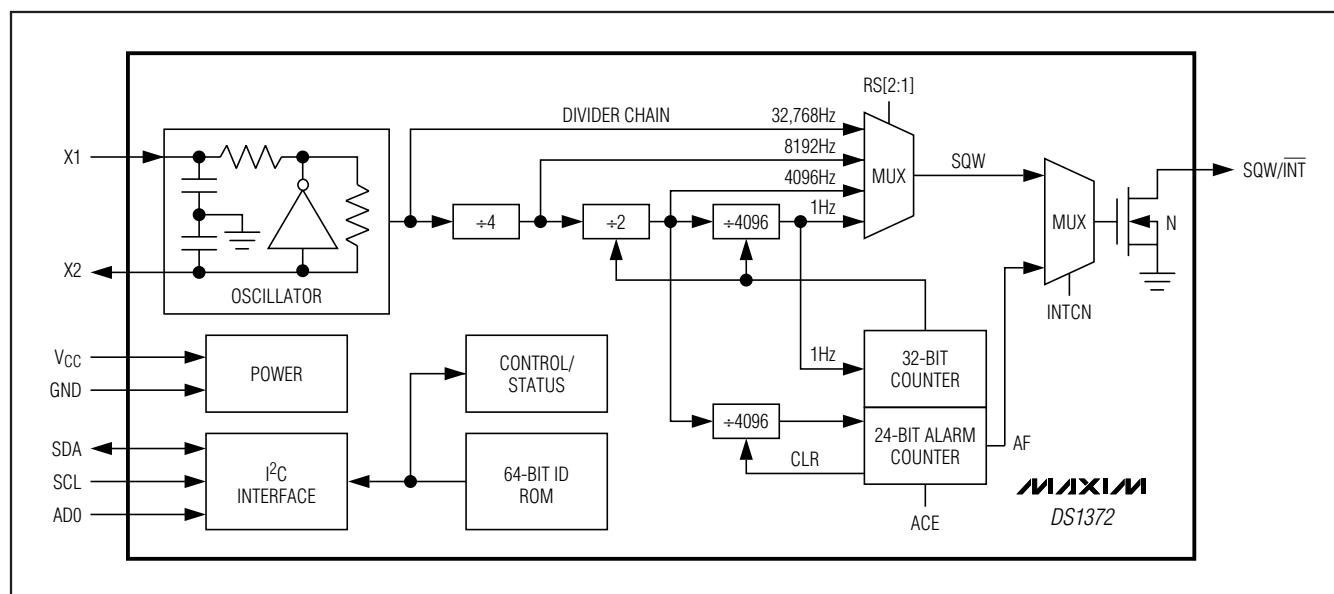 RS[2:1]
DIVIDER CHAIN
32,768Hz
8192Hz
4096Hz
1Hz
MUX
SQW
X1
X2
OSCILLATOR
÷4
÷2
÷4096
MUX
N
SQW/I̅N̅T̅
INTCN
VCC
GND
POWER
CONTROL/
STATUS
1Hz
32-BIT
COUNTER
÷4096
24-BIT ALARM
COUNTER
AF
CLR
ACE
SDA
SCL
AD0
I²C
INTERFACE
64-BIT ID
ROM
MAXIM
DS1372